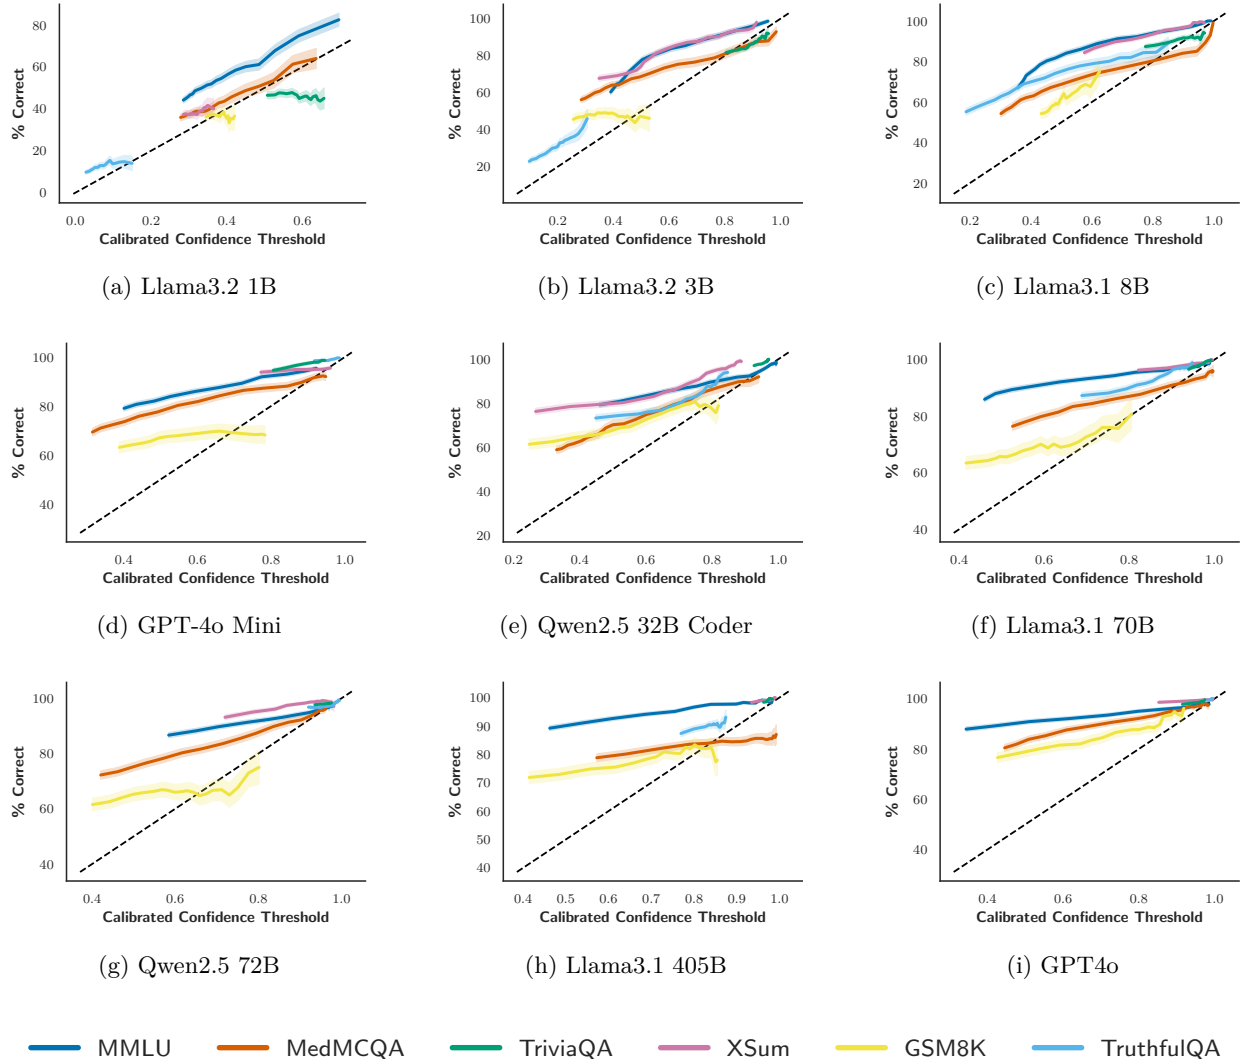 80
60
40
20
0
% Correct
0.0 0.2 0.4 0.6
Calibrated Confidence Threshold
(a) Llama3.2 1B
100
80
60
40
20
% Correct
0.2 0.4 0.6 0.8 1.0
Calibrated Confidence Threshold
(b) Llama3.2 3B
100
80
60
40
20
% Correct
0.2 0.4 0.6 0.8 1.0
Calibrated Confidence Threshold
(c) Llama3.1 8B
100
80
60
40
% Correct
0.4 0.6 0.8 1.0
Calibrated Confidence Threshold
(d) GPT-4o Mini
100
80
60
40
20
% Correct
0.2 0.4 0.6 0.8 1.0
Calibrated Confidence Threshold
(e) Qwen2.5 32B Coder
100
80
60
40
% Correct
0.4 0.6 0.8 1.0
Calibrated Confidence Threshold
(f) Llama3.1 70B
100
80
60
40
% Correct
0.4 0.6 0.8 1.0
Calibrated Confidence Threshold
(g) Qwen2.5 72B
100
90
80
70
60
50
40
% Correct
0.4 0.5 0.6 0.7 0.8 0.9 1.0
Calibrated Confidence Threshold
(h) Llama3.1 405B
100
80
60
40
% Correct
0.4 0.6 0.8 1.0
Calibrated Confidence Threshold
(i) GPT4o
MMLU MedMCQA TriviaQA XSum GSM8K TruthfulQA